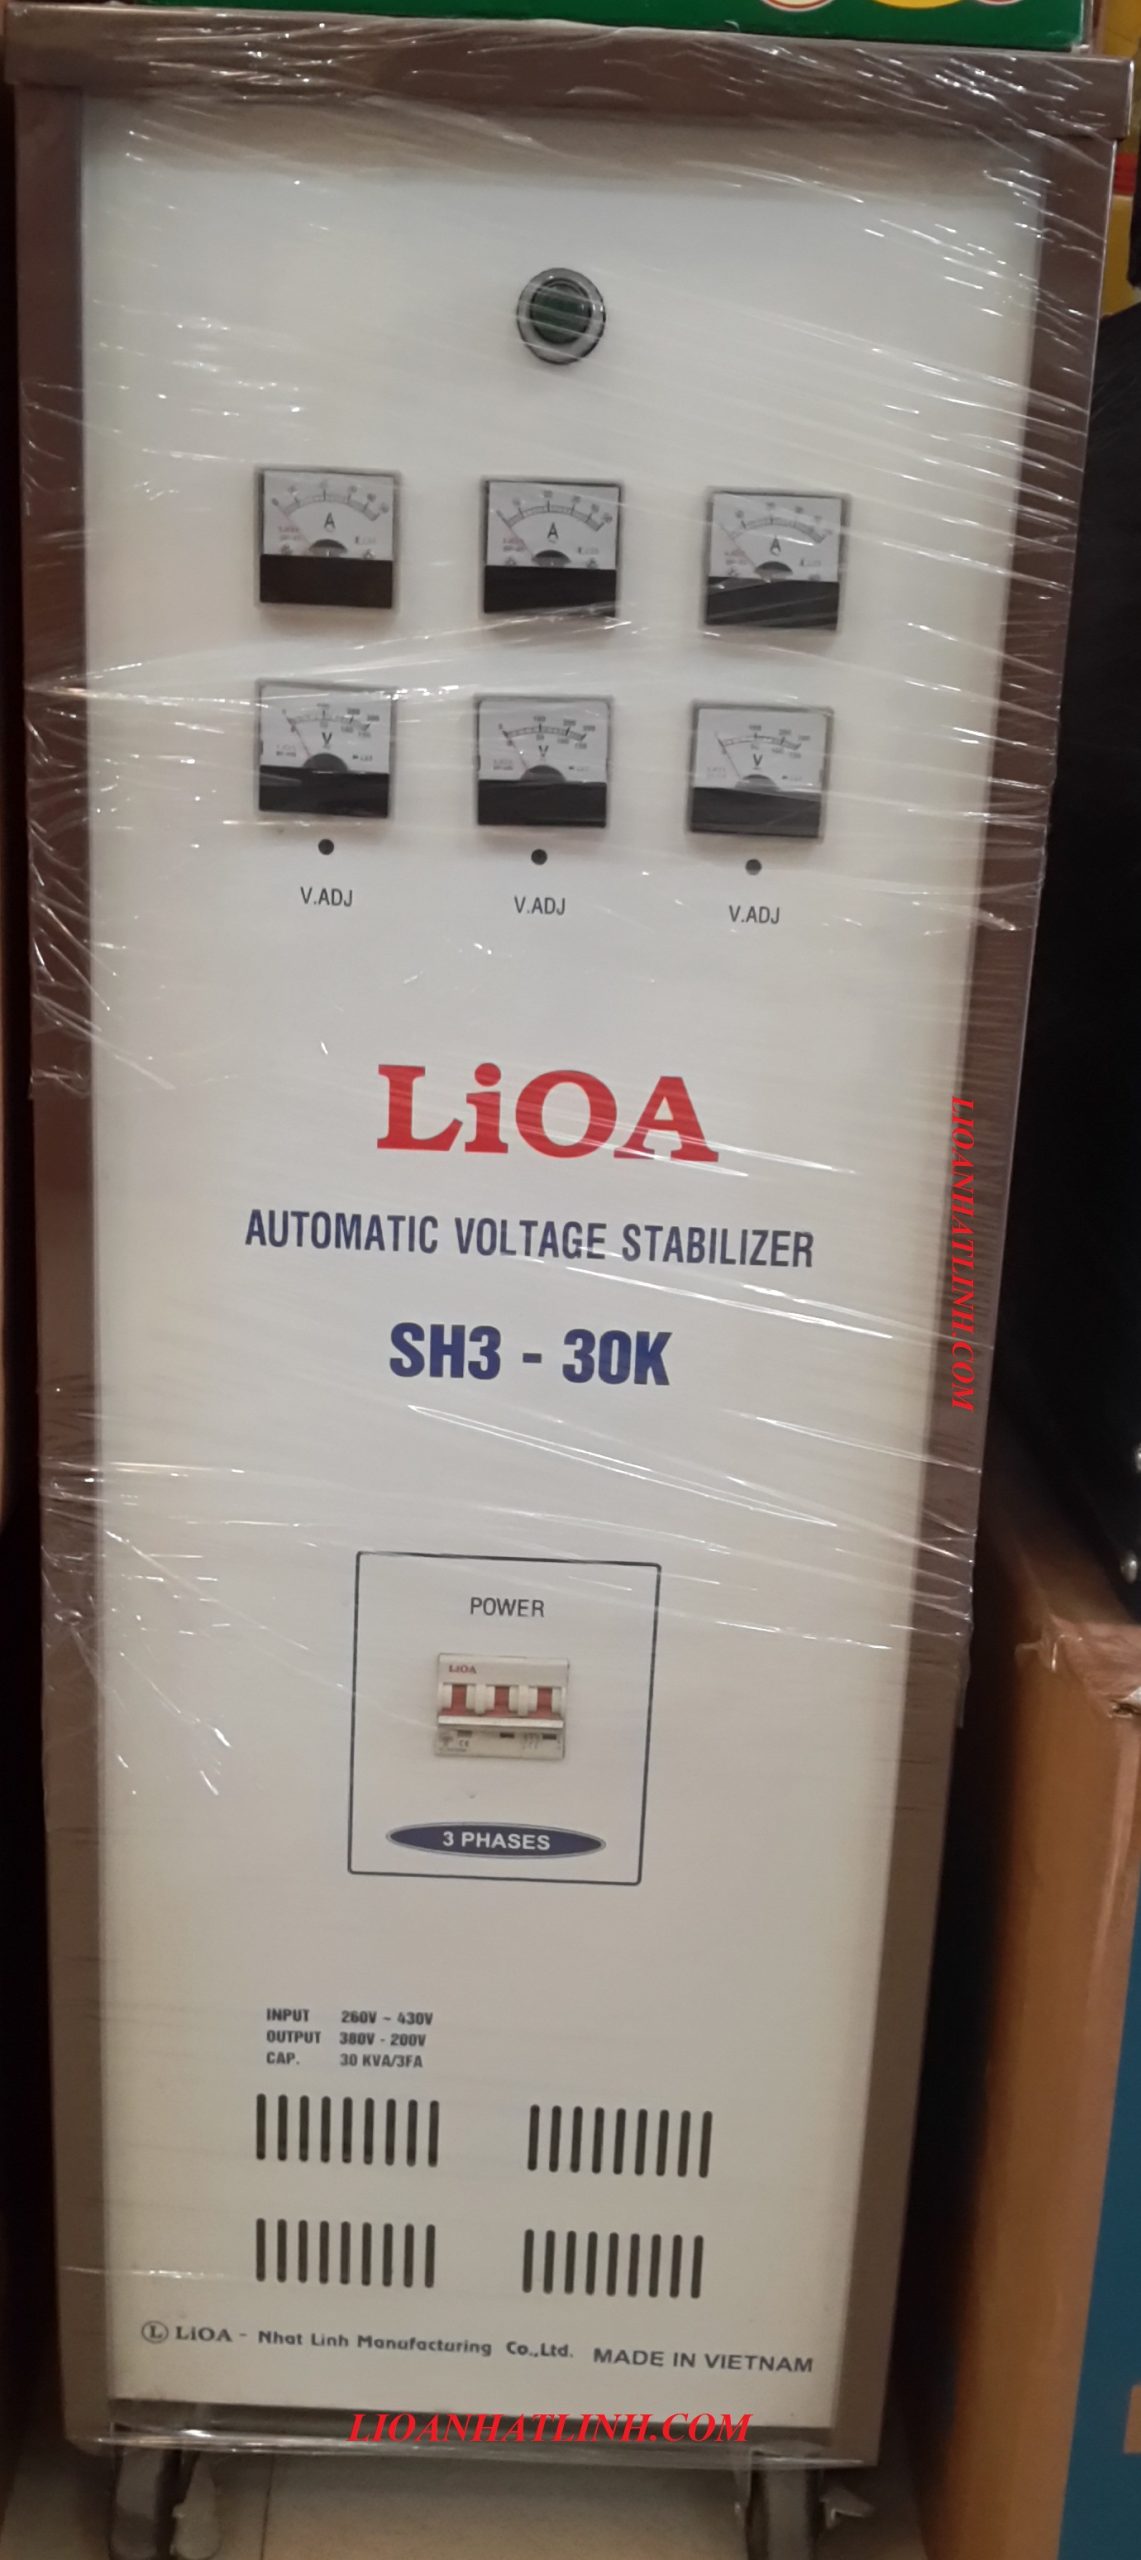 A
A
A
V
V
V
V.ADJ
V.ADJ
V.ADJ
LiOA
AUTOMATIC VOLTAGE STABILIZER
SH3 - 30K
LIOANHATLINH.COM
POWER
LiOA
3 PHASES
INPUT 260V ~ 430V
OUTPUT 380V - 200V
CAP. 30 KVA/3FA
Ⓛ LiOA - Nhat Linh Manufacturing Co.,Ltd. MADE IN VIETNAM
LIOANHATLINH.COM